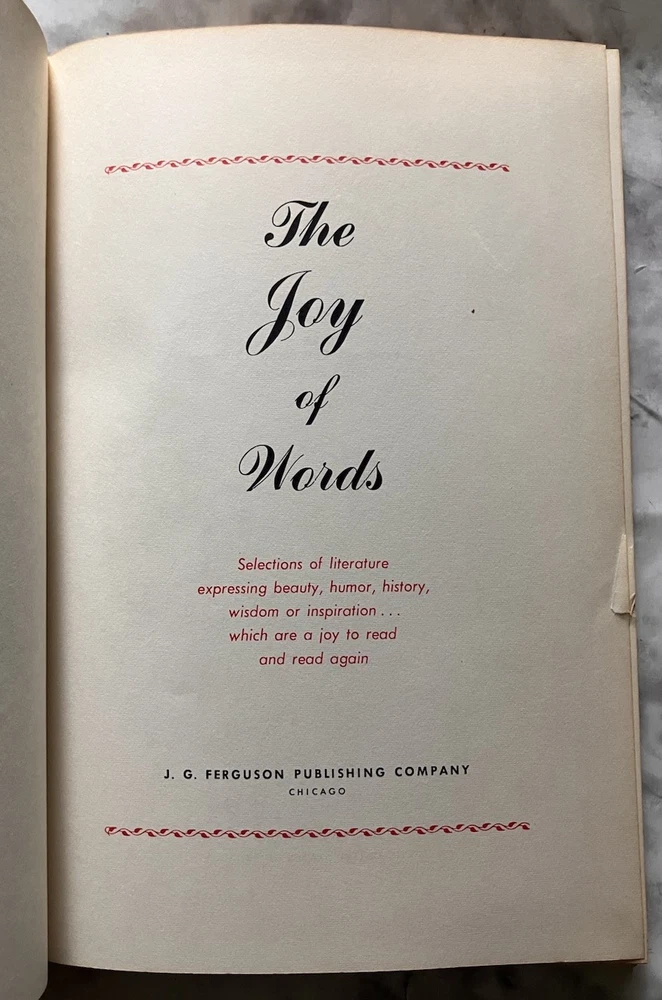 The
Joy
of
Words
Selections of literature
expressing beauty, humor, history,
wisdom or inspiration . . .
which are a joy to read
and read again
J. G. FERGUSON PUBLISHING COMPANY
CHICAGO